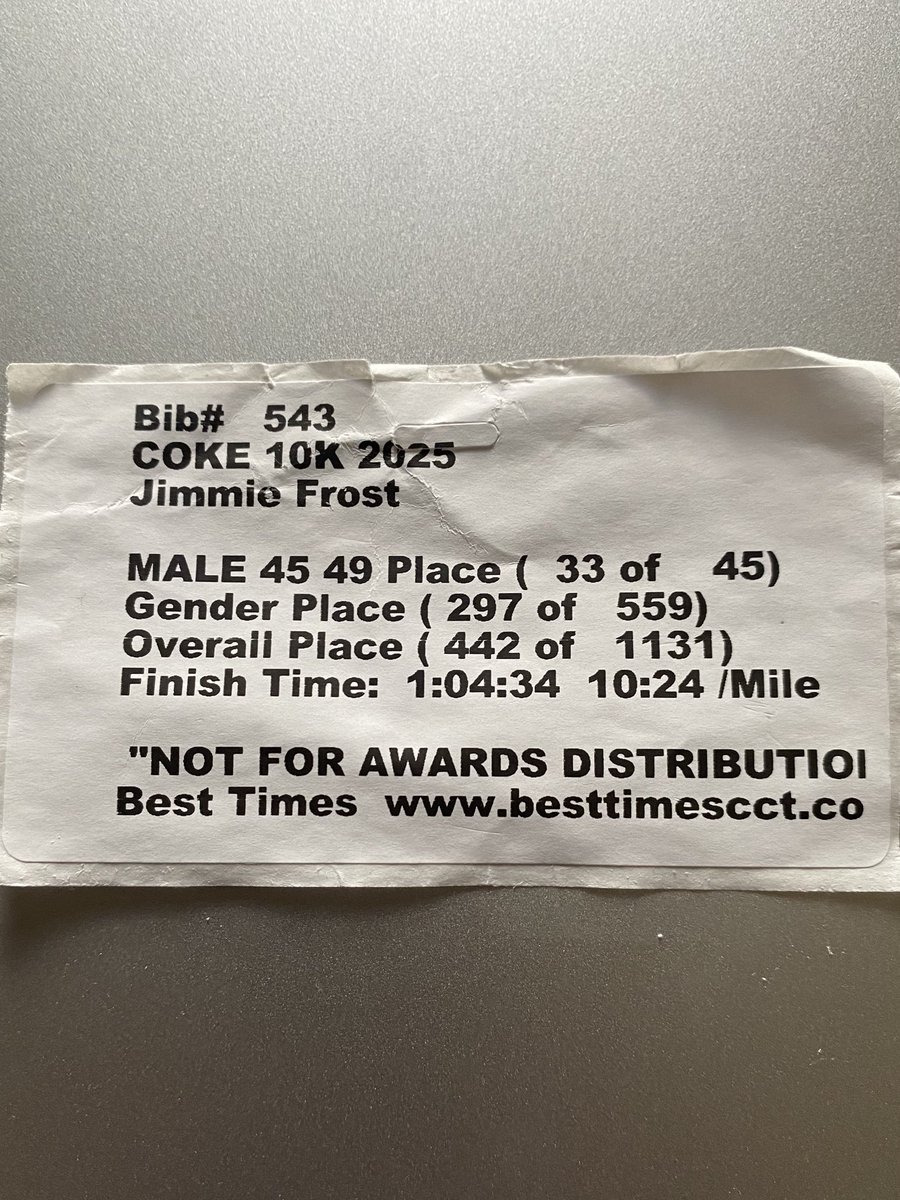 Bib# 543
COKE 10K 2025
Jimmie Frost
MALE 45 49 Place ( 33 of 45)
Gender Place ( 297 of 559)
Overall Place ( 442 of 1131)
Finish Time: 1:04:34 10:24 /Mile
"NOT FOR AWARDS DISTRIBUTIOI
Best Times www.besttimescct.co